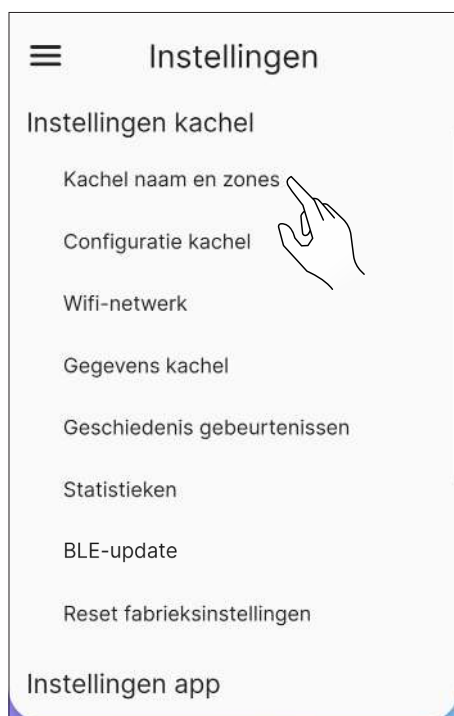 Instellingen
Instellingen kachel
Kachel naam en zones
Configuratie kachel
Wifi-netwerk
Gegevens kachel
Geschiedenis gebeurtenissen
Statistieken
BLE-update
Reset fabrieksinstellingen
Instellingen app